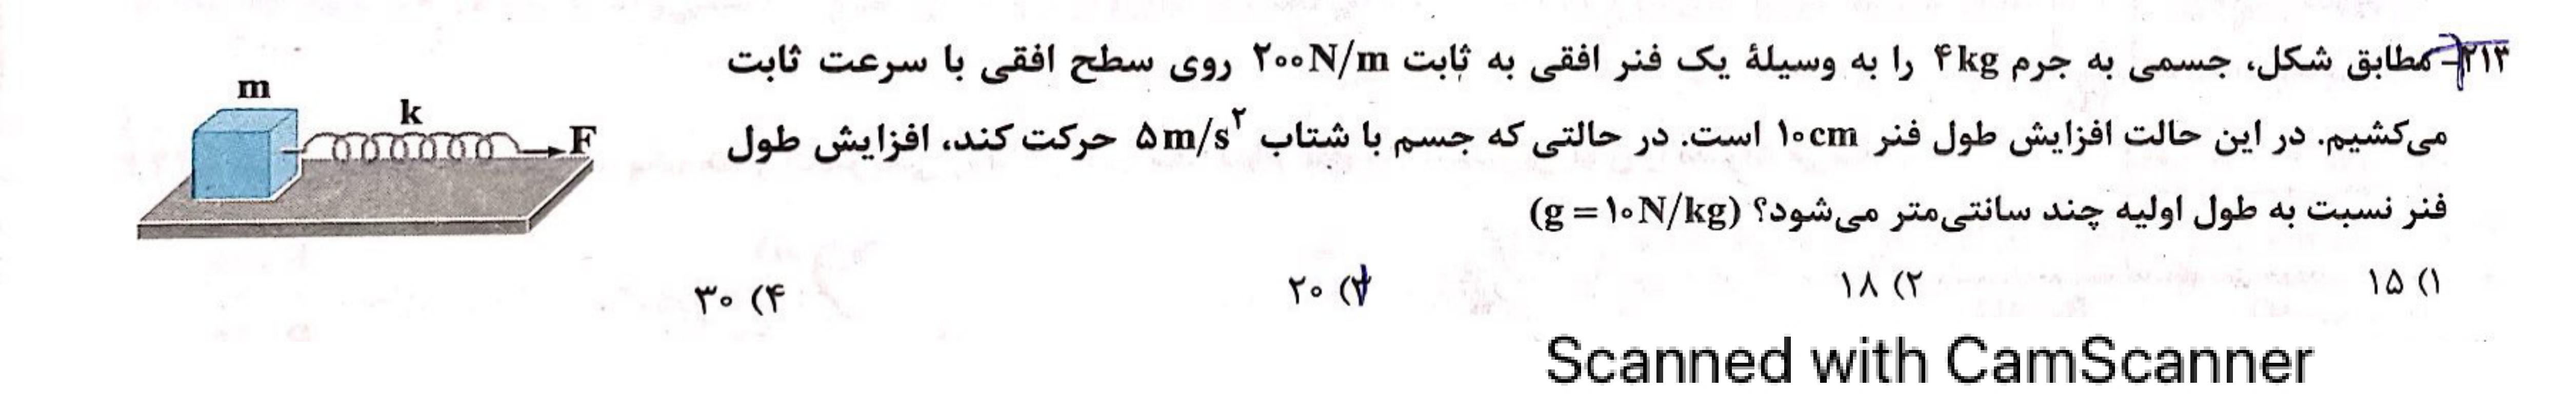 ۲۱۳- مطابق شکل، جسمی به جرم ۴kg را به وسیلهٔ یک فنر افقی به ثابت ۲۰۰N/m روی سطح افقی با سرعت ثابت
می‌کشیم. در این حالت افزایش طول فنر ۱۰cm است. در حالتی که جسم با شتاب ۵m/s² حرکت کند، افزایش طول
فنر نسبت به طول اولیه چند سانتی‌متر می‌شود؟ (g=۱۰N/kg)
۱) ۱۵ ۲) ۱۸ ۳) ۲۰ ۴) ۳۰
m
k
F
Scanned with CamScanner